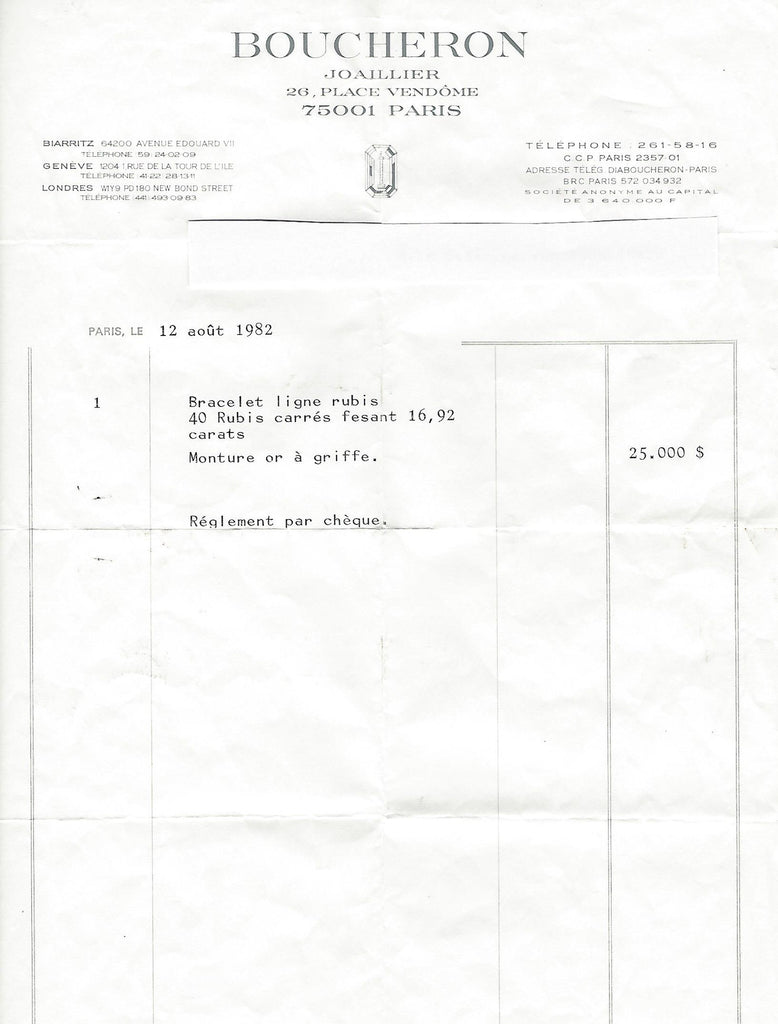 BOUCHERON
JOAILLIER
26, PLACE VENDÔME
75001 PARIS
BIARRITZ 64200 AVENUE EDOUARD VII
TELEPHONE 59 24 02 09
GENÈVE 1204 1 RUE DE LA TOUR DE L'ILE
TELEPHONE 41 22 28 13 11
LONDRES W1Y9 PD 180 NEW BOND STREET
TELEPHONE 441 493 09 83
TÉLÉPHONE : 261-58-16
C.C.P PARIS 2357-01
ADRESSE TÉLÉG. DIABOUCHERON-PARIS
BRC PARIS 572 034 932
SOCIÉTÉ ANONYME AU CAPITAL
DE 3 640 000 F
PARIS, LE 12 août 1982
1 Bracelet ligne rubis
40 Rubis carrés fesant 16,92
carats
Monture or à griffe. 25.000 $
Réglement par chèque.